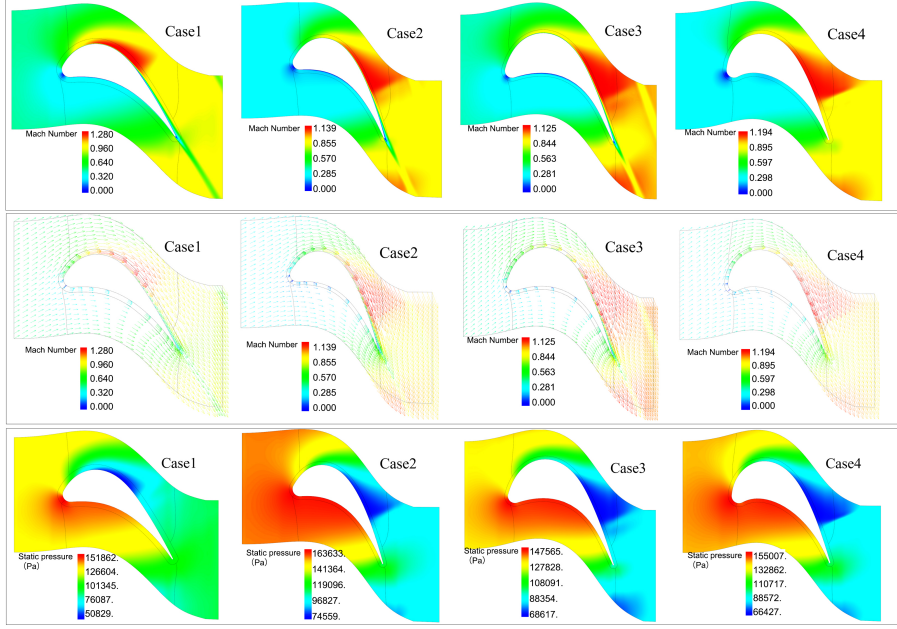 Case1
Mach Number
1.280
0.960
0.640
0.320
0.000
Case2
Mach Number
1.139
0.855
0.570
0.285
0.000
Case3
Mach Number
1.125
0.844
0.563
0.281
0.000
Case4
Mach Number
1.194
0.895
0.597
0.298
0.000
Case1
Mach Number
1.280
0.960
0.640
0.320
0.000
Case2
Mach Number
1.139
0.855
0.570
0.285
0.000
Case3
Mach Number
1.125
0.844
0.563
0.281
0.000
Case4
Mach Number
1.194
0.895
0.597
0.298
0.000
Case1
Static pressure
（Pa）
151862.
126604.
101345.
76087.
50829.
Case2
Static pressure
（Pa）
163633.
141364.
119096.
96827.
74559.
Case3
Static pressure
（Pa）
147565.
127828.
108091.
88354.
68617.
Case4
Static pressure
（Pa）
155007.
132862.
110717.
88572.
66427.